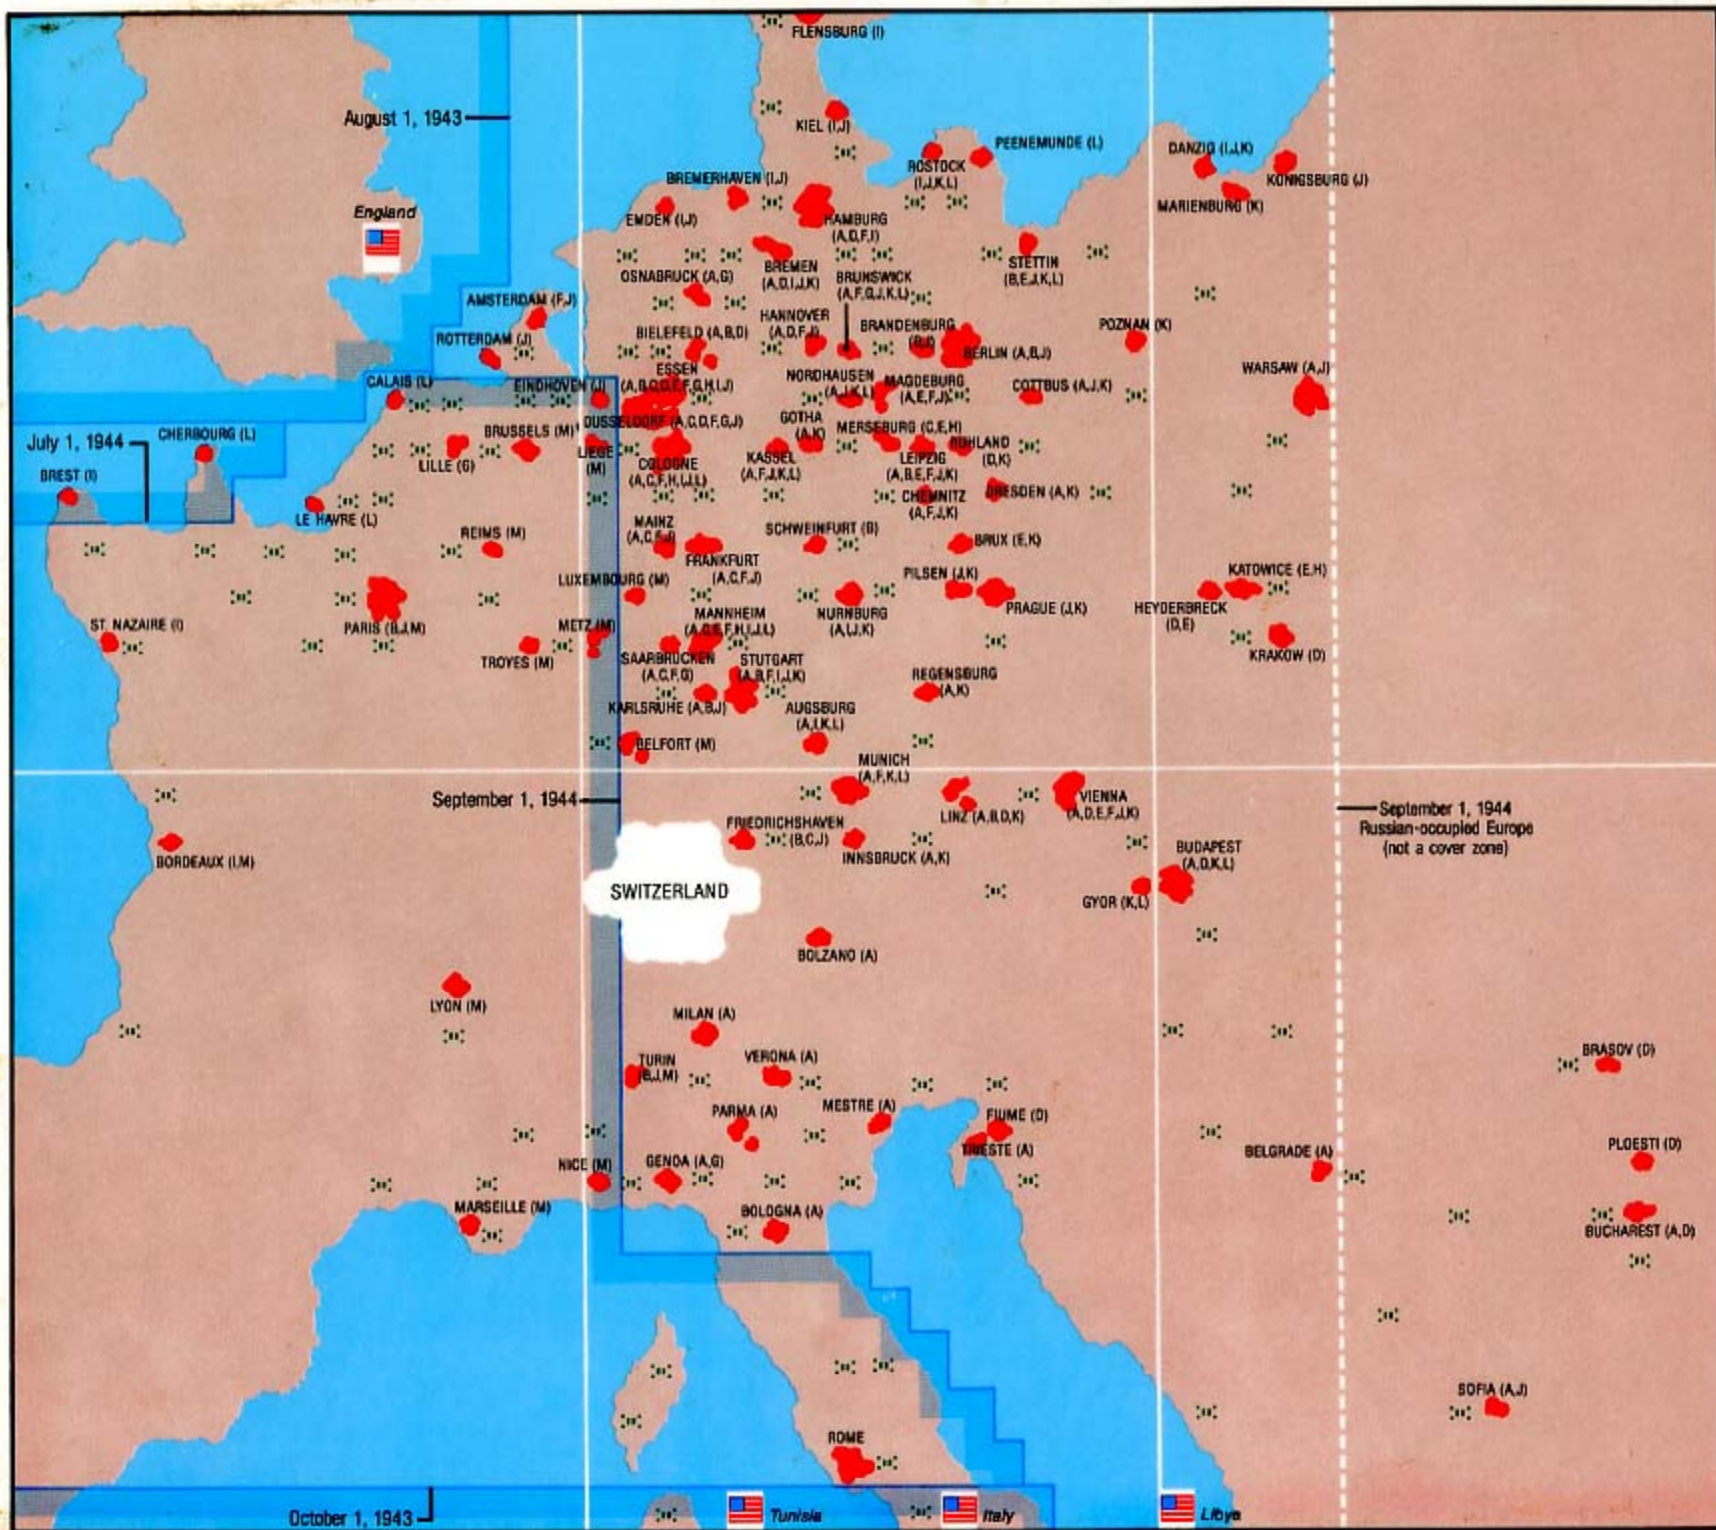 FLENSBURG (I)
August 1, 1943
KIEL (I,J)
ROSTOCK
(I,J,K,L)
PEENEMUNDE (L)
DANZIG (I,J,K)
KONIGSBURG (J)
MARIENBURG (K)
BREMERHAVEN (I,J)
EMDEN (I,J)
HAMBURG
(A,D,F,I)
England
OSNABRUCK (A,G)
BREMEN
(A,D,I,J,K)
BRUNSWICK
(A,F,G,J,K,L)
STETTIN
(B,E,J,K,L)
AMSTERDAM (F,J)
ROTTERDAM (J)
BIELEFELD (A,B,D)
HANNOVER
(A,D,F,J)
BRANDENBURG
(B,J)
BERLIN (A,B,J)
POZNAN (K)
WARSAW (A,J)
CALAIS (L)
EINDHOVEN (J)
ESSEN
(A,B,C,D,E,F,G,H,I,J)
NORDHAUSEN
(A,J,K,L)
MAGDEBURG
(A,E,F,J)
COTTBUS (A,J,K)
DUSSELDORF (A,C,D,F,G,J)
GOTHA
(A,K)
MERSEBURG (C,E,H)
July 1, 1944
CHERBOURG (L)
BRUSSELS (M)
LILLE (G)
LIEGE
(M)
COLOGNE
(A,C,F,H,I,J,L)
KASSEL
(A,F,J,K,L)
LEIPZIG
(A,B,E,F,J,K)
RUHLAND
(D,K)
BREST (I)
LE HAVRE (L)
CHEMNITZ
(A,F,J,K)
DRESDEN (A,K)
REIMS (M)
MAINZ
(A,C,F,J)
FRANKFURT
(A,C,F,J)
SCHWEINFURT (B)
BRUX (E,K)
LUXEMBOURG (M)
PILSEN (J,K)
PRAGUE (J,K)
HEYDERBRECK
(D,E)
KATOWICE (E,H)
NURNBURG
(A,I,J,K)
ST. NAZAIRE (I)
PARIS (B,J,M)
TROYES (M)
METZ (M)
MANNHEIM
(A,C,E,F,H,I,J,L)
KRAKOW (D)
SAARBRUCKEN
(A,C,F,G)
STUTGART
(A,B,F,I,J,K)
REGENSBURG
(A,K)
KARLSRUHE (A,B,J)
AUGSBURG
(A,I,K,L)
BELFORT (M)
MUNICH
(A,F,K,L)
September 1, 1944
LINZ (A,B,D,K)
VIENNA
(A,D,E,F,J,K)
September 1, 1944
Russian-occupied Europe
(not a cover zone)
FRIEDRICHSHAVEN
(B,C,J)
INNSBRUCK (A,K)
BUDAPEST
(A,D,K,L)
BORDEAUX (I,M)
SWITZERLAND
GYOR (K,L)
BOLZANO (A)
LYON (M)
MILAN (A)
TURIN
(B,J,M)
VERONA (A)
BRASOV (D)
PARMA (A)
MESTRE (A)
FIUME (D)
TRIESTE (A)
NICE (M)
GENOA (A,G)
BELGRADE (A)
PLOESTI (D)
MARSEILLE (M)
BOLOGNA (A)
BUCHAREST (A,D)
SOFIA (A,J)
ROME
October 1, 1943
Tunisia
Italy
Libya